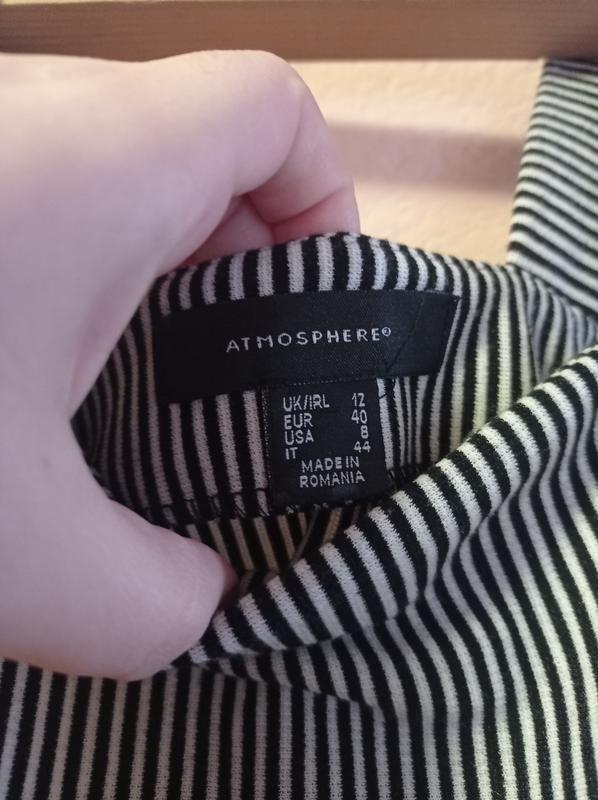 ATMOSPHERE®
UK/IRL 12
EUR 40
USA 8
IT 44
MADE IN
ROMANIA